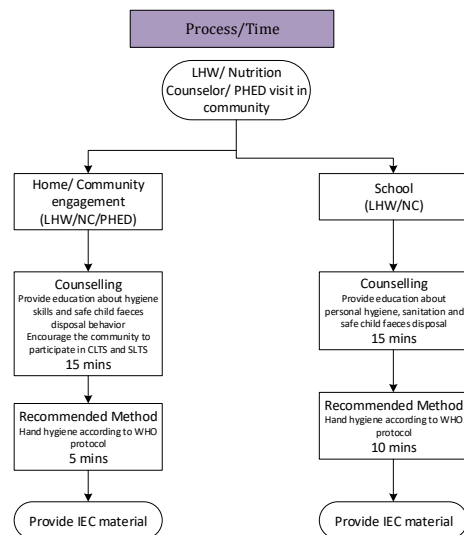 Process/Time
LHW/ Nutrition
Counselor/ PHED visit in
community
Home/ Community
engagement
(LHW/NC/PHED)
Counselling
Provide education about hygiene
skills and safe child faeces
disposal behavior
Encourage the community to
participate in CLTS and SLTS
15 mins
Recommended Method
Hand hygiene according to WHO
protocol
5 mins
Provide IEC material
School
(LHW/NC)
Counselling
Provide education about
personal hygiene, sanitation and
safe child faeces disposal
15 mins
Recommended Method
Hand hygiene according to WHO
protocol
10 mins
Provide IEC material